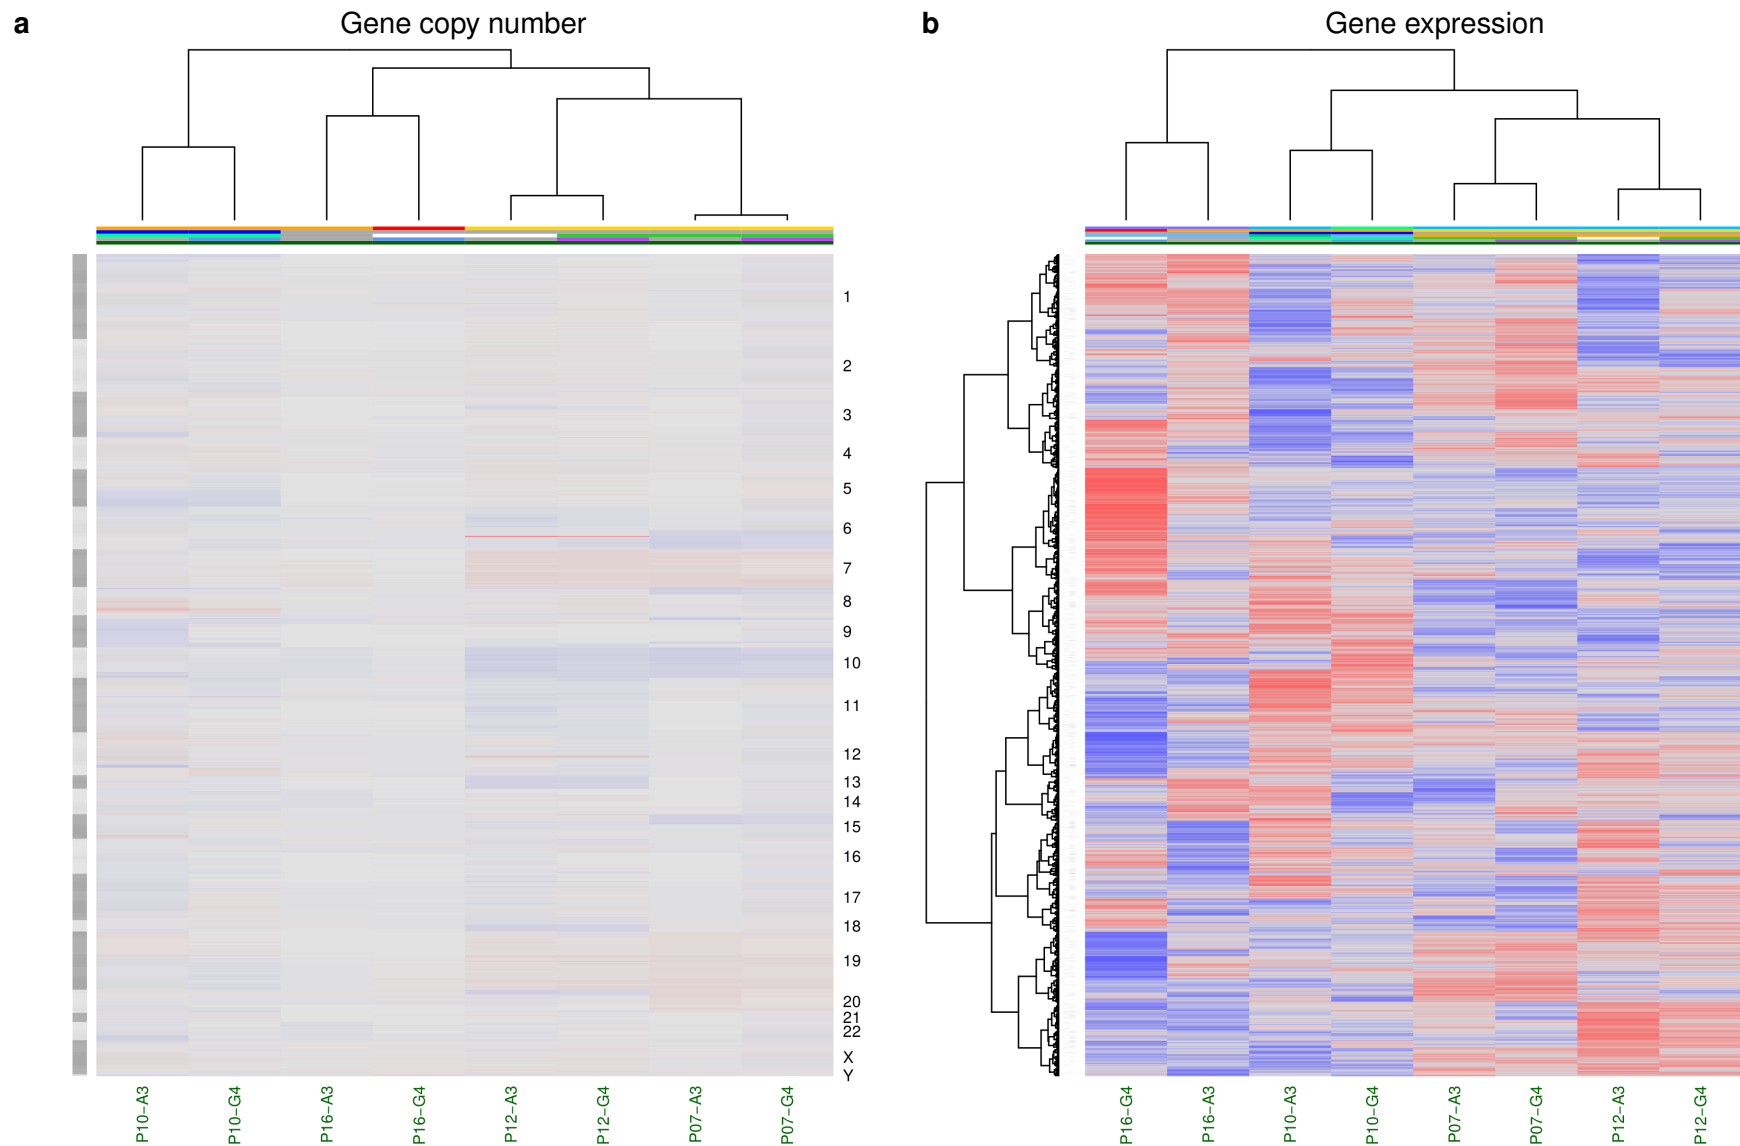 a
Gene copy number
1
2
3
4
5
6
7
8
9
10
11
12
13
14
15
16
17
18
19
20
21
22
X
Y
P10−A3
P10−G4
P16−A3
P16−G4
P12−A3
P12−G4
P07−A3
P07−G4
b
Gene expression
P16−G4
P16−A3
P10−A3
P10−G4
P07−A3
P07−G4
P12−A3
P12−G4